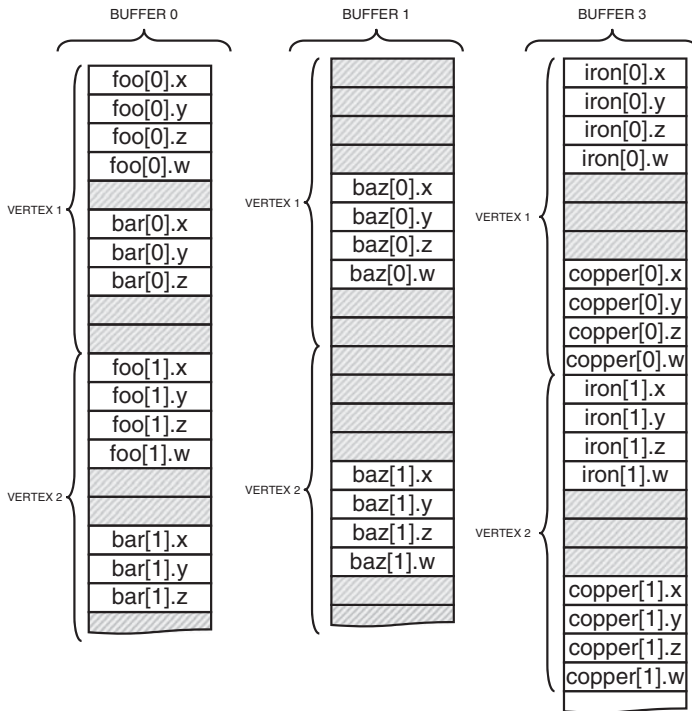 BUFFER 0
foo[0].x
foo[0].y
foo[0].z
foo[0].w
VERTEX 1
bar[0].x
bar[0].y
bar[0].z
foo[1].x
foo[1].y
foo[1].z
foo[1].w
VERTEX 2
bar[1].x
bar[1].y
bar[1].z
BUFFER 1
VERTEX 1
baz[0].x
baz[0].y
baz[0].z
baz[0].w
VERTEX 2
baz[1].x
baz[1].y
baz[1].z
baz[1].w
BUFFER 3
iron[0].x
iron[0].y
iron[0].z
iron[0].w
VERTEX 1
copper[0].x
copper[0].y
copper[0].z
copper[0].w
iron[1].x
iron[1].y
iron[1].z
iron[1].w
VERTEX 2
copper[1].x
copper[1].y
copper[1].z
copper[1].w